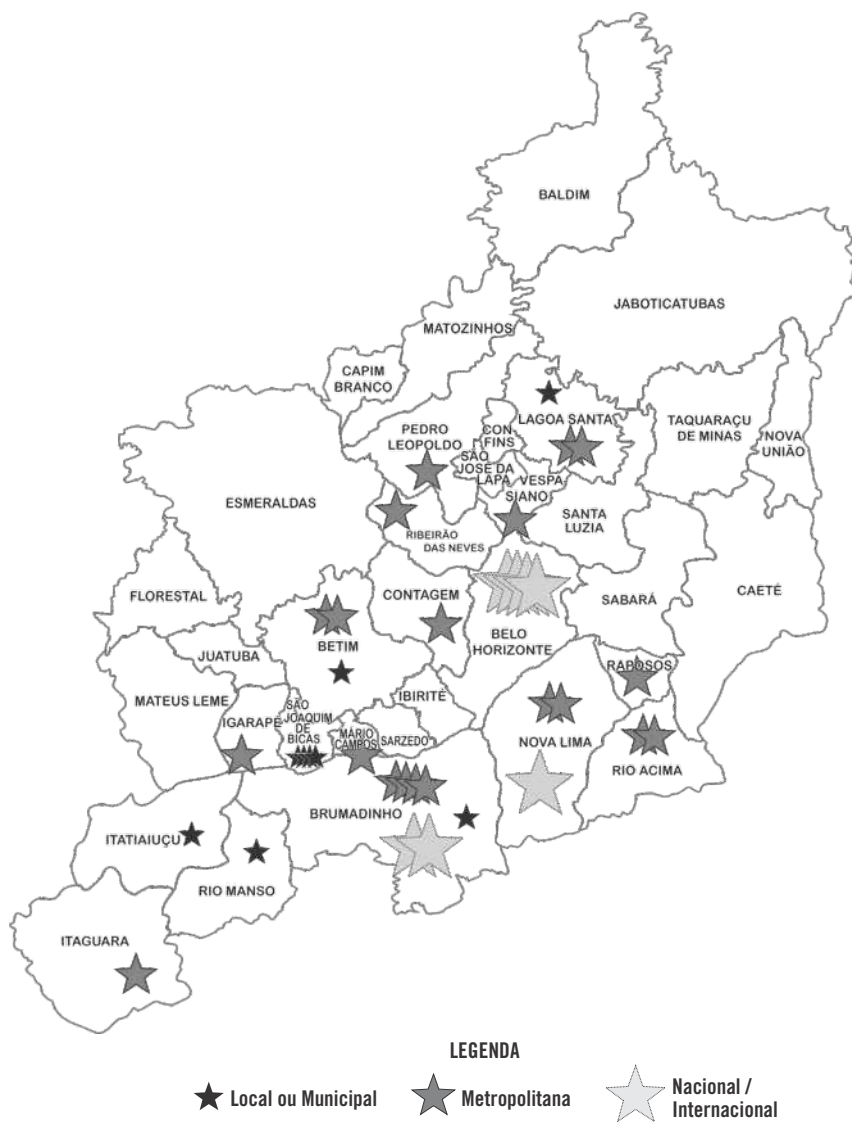 BALDIM
JABOTICATUBAS
MATOZINHOS
CAPIM
BRANCO
LAGOA SANTA
TAQUARAÇU
DE MINAS
NOVA
UNIÃO
PEDRO
LEOPOLDO
CON
FINS
SÃO
JOSÉ DA
LAPA
VESPA-
SIANO
ESMERALDAS
SANTA
LUZIA
RIBEIRÃO
DAS NEVES
FLORESTAL
CONTAGEM
SABARÁ
CAETÉ
BETIM
BELO
HORIZONTE
JUATUBA
RAPOSOS
MATEUS LEME
IBIRITÉ
IGARAPÉ
SÃO
JOAQUIM
DE
BICAS
MÁRIO
CAMPOS
SARZEDO
NOVA LIMA
RIO ACIMA
BRUMADINHO
ITATIAIUÇU
RIO MANSO
ITAGUARA
LEGENDA
Local ou Municipal
Metropolitana
Nacional /
Internacional